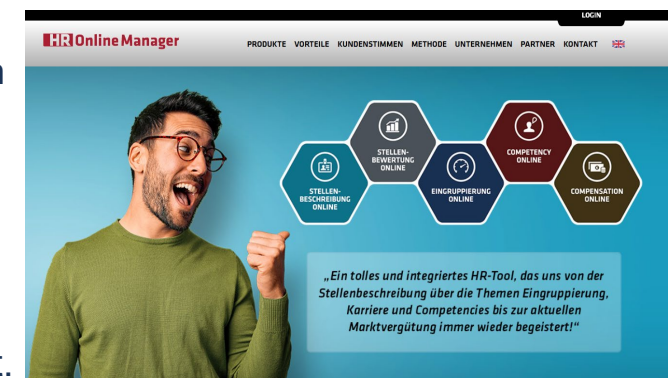 LOGIN
HR Online Manager
PRODUKTE VORTEILE KUNDENSTIMMEN METHODE UNTERNEHMEN PARTNER KONTAKT
STELLEN-
BESCHREIBUNG
ONLINE
STELLEN-
BEWERTUNG
ONLINE
EINGRUPPIERUNG
ONLINE
COMPETENCY
ONLINE
COMPENSATION
ONLINE
„Ein tolles und integriertes HR-Tool, das uns von der
Stellenbeschreibung über die Themen Eingruppierung,
Karriere und Competencies bis zur aktuellen
Marktvergütung immer wieder begeistert!“